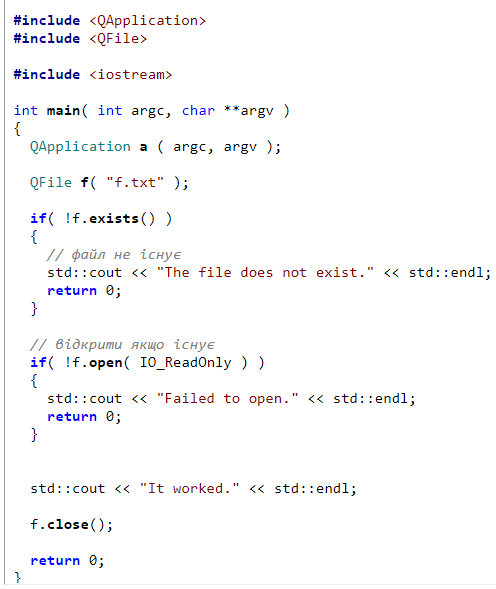 #include <QApplication>
#include <QFile>
#include <iostream>
int main( int argc, char **argv )
{
QApplication a ( argc, argv );
QFile f( "f.txt" );
if( !f.exists() )
{
// файл не існує
std::cout << "The file does not exist." << std::endl;
return 0;
}
// відкрити якщо існує
if( !f.open( IO_ReadOnly ) )
{
std::cout << "Failed to open." << std::endl;
return 0;
}
std::cout << "It worked." << std::endl;
f.close();
return 0;
}